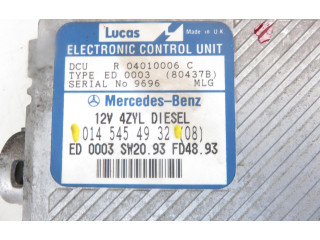 Lucas
Made in U K
ELECTRONIC CONTROL UNIT
DCU R 04010006 C
TYPE ED 0003 (80437B)
SERIAL No 9696 MLG
Mercedes-Benz
12V 4ZYL DIESEL
014 545 49 32 (08)
ED 0003 SW20.93 FD48.93